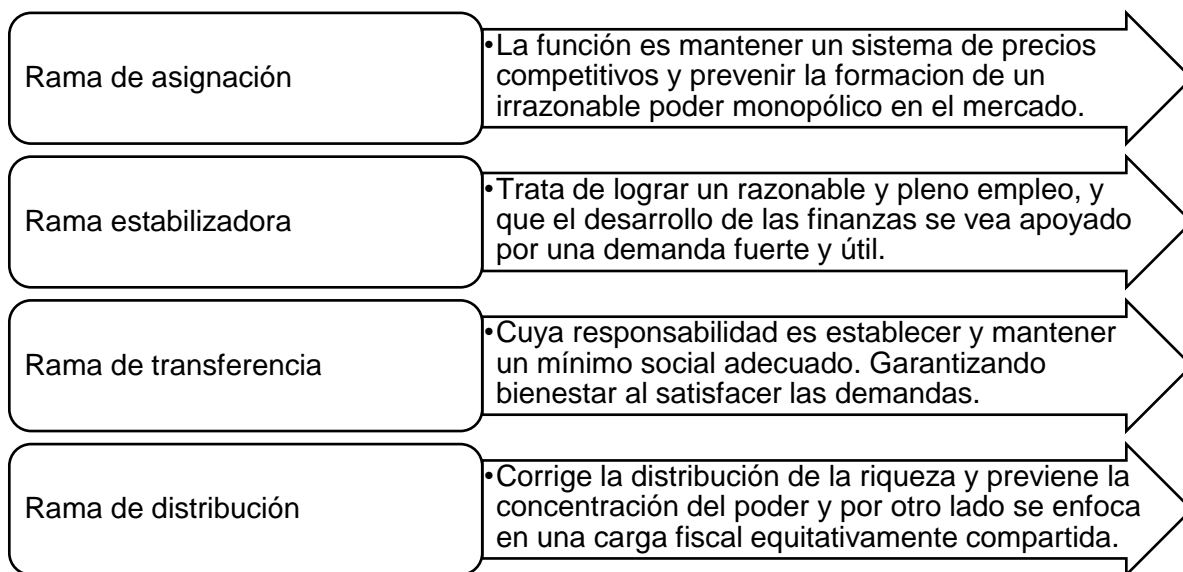 Rama de asignación
•La función es mantener un sistema de precios
competitivos y prevenir la formacion de un
irrazonable poder monopólico en el mercado.
Rama estabilizadora
•Trata de lograr un razonable y pleno empleo, y
que el desarrollo de las finanzas se vea apoyado
por una demanda fuerte y útil.
Rama de transferencia
•Cuya responsabilidad es establecer y mantener
un mínimo social adecuado. Garantizando
bienestar al satisfacer las demandas.
Rama de distribución
•Corrige la distribución de la riqueza y previene la
concentración del poder y por otro lado se enfoca
en una carga fiscal equitativamente compartida.